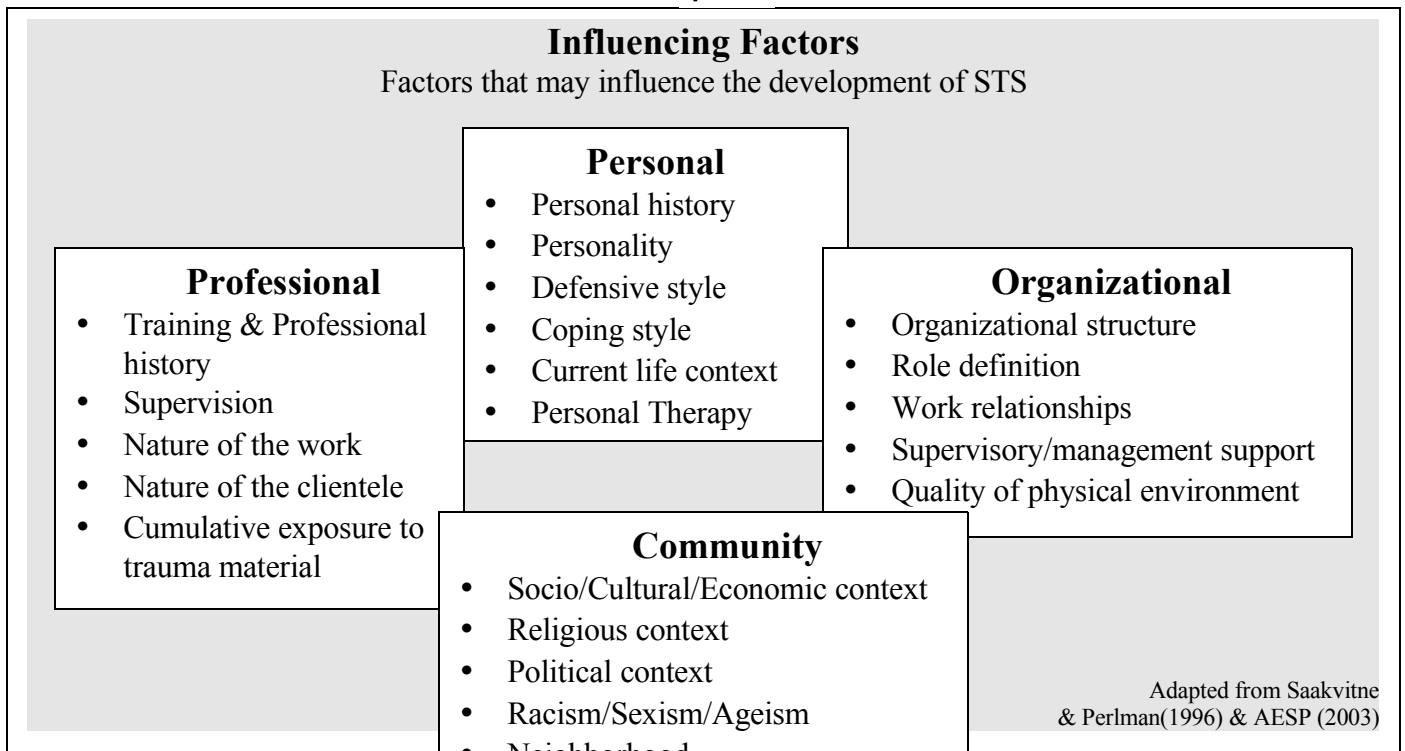 Influencing Factors
Factors that may influence the development of STS
Personal
• Personal history
• Personality
• Defensive style
• Coping style
• Current life context
• Personal Therapy
Professional
• Training & Professional
history
• Supervision
• Nature of the work
• Nature of the clientele
• Cumulative exposure to
trauma material
Organizational
• Organizational structure
• Role definition
• Work relationships
• Supervisory/management support
• Quality of physical environment
Community
• Socio/Cultural/Economic context
• Religious context
• Political context
• Racism/Sexism/Ageism
• Neighborhood
Adapted from Saakvitne
& Perlman(1996) & AESP (2003)